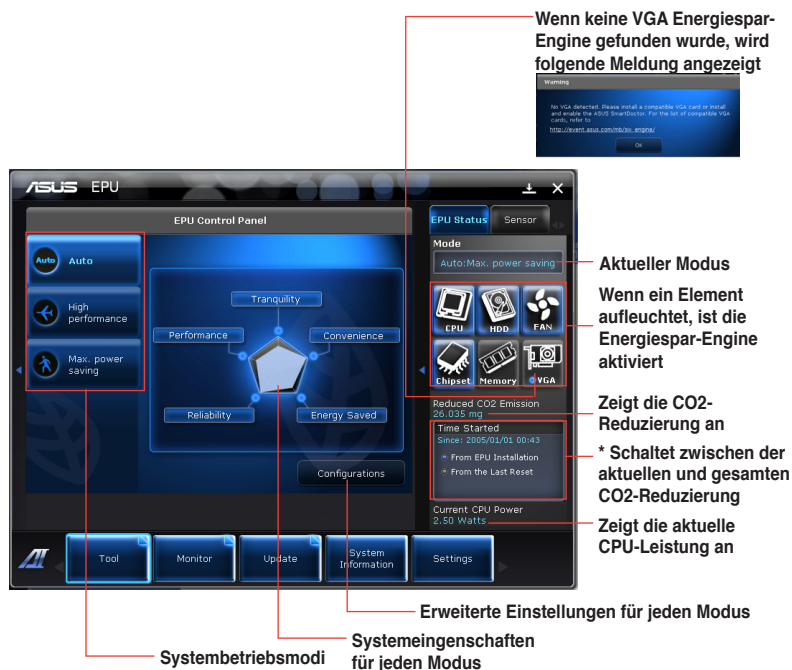 Wenn keine VGA Energiespar-
Engine gefunden wurde, wird
folgende Meldung angezeigt
Warning
No VGA detected. Please install a compatible VGA card or install
and enable the ASUS SmartDoctor. For the list of compatible VGA
cards, refer to
http://event.asus.com/mb/six_engine/
OK
ASUS EPU
EPU Control Panel
EPU Status
Sensor
Auto
Auto
High
performance
Max. power
saving
Tranquility
Performance
Convenience
Reliability
Energy Saved
Configurations
Mode
Auto:Max. power saving
CPU
HDD
FAN
Chipset
Memory
VGA
Reduced CO2 Emission
26.035 mg
Time Started
Since: 2005/01/01 00:43
From EPU Installation
From the Last Reset
Current CPU Power
2.50 Watts
Aktueller Modus
Wenn ein Element
aufleuchtet, ist die
Energiespar-Engine
aktiviert
Zeigt die CO2-
Reduzierung an
* Schaltet zwischen der
aktuellen und gesamten
CO2-Reduzierung
Zeigt die aktuelle
CPU-Leistung an
AI
Tool
Monitor
Update
System
Information
Settings
Erweiterte Einstellungen für jeden Modus
Systemeingenschaften
für jeden Modus
Systembetriebsmodi